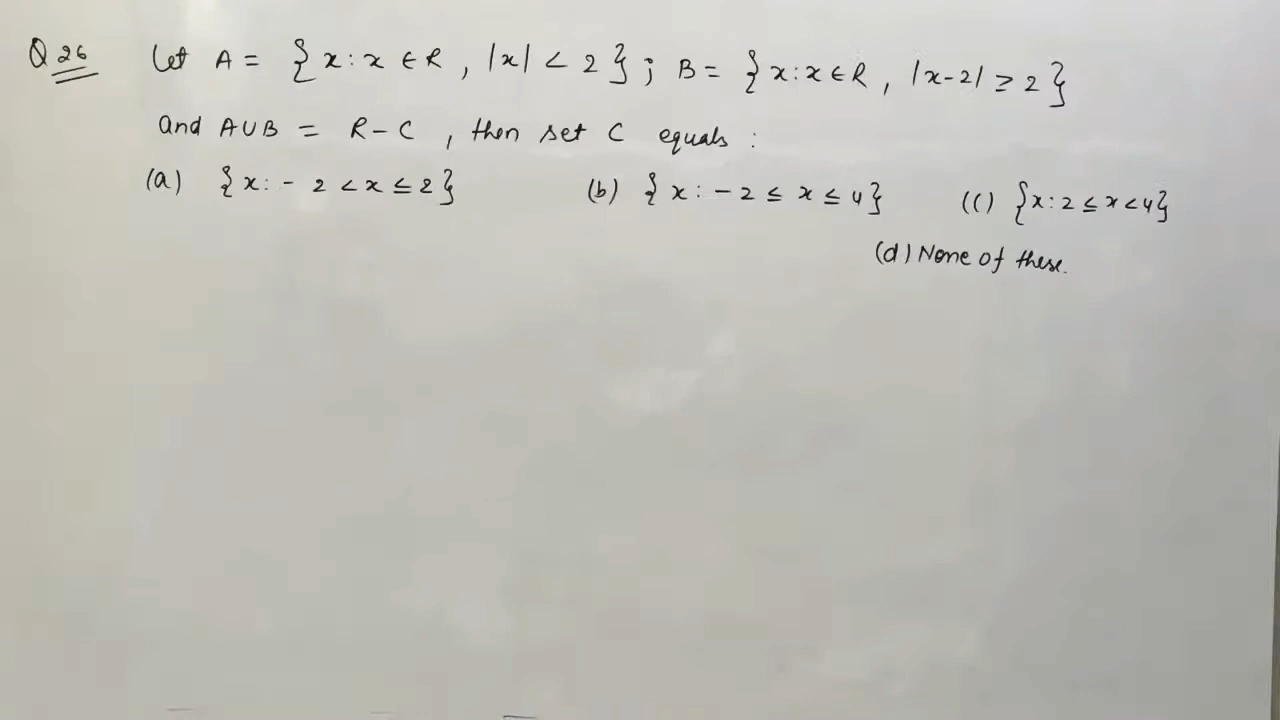 Q 26 Let A = {x : x ∈ R , |x| < 2} ; B = {x : x ∈ R , |x-2| ≥ 2}
and A∪B = R - C , then set C equals :
(a) {x : - 2 < x ≤ 2} (b) {x : - 2 ≤ x ≤ 4} (c) {x : 2 ≤ x < 4}
(d) None of these.